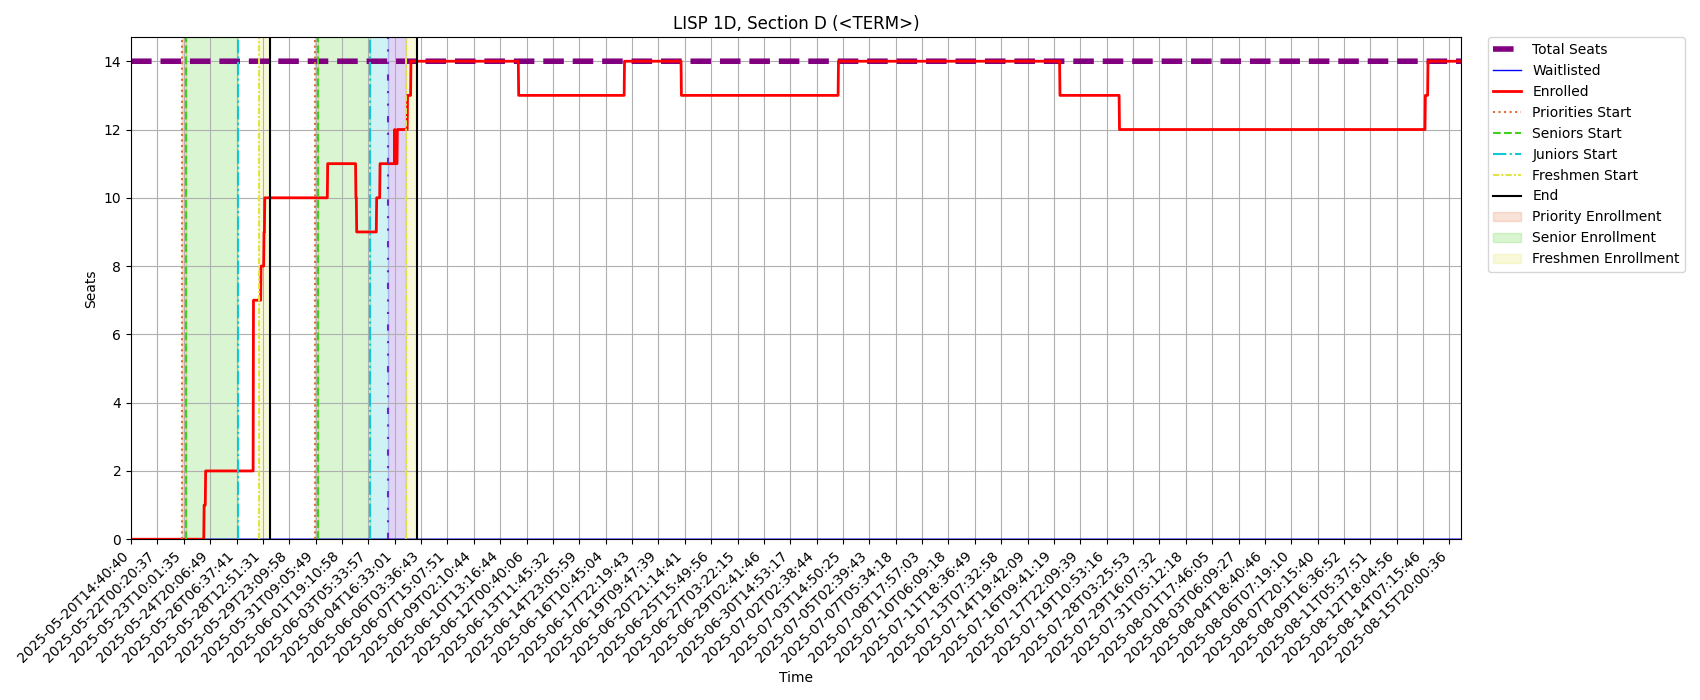 LISP 1D, Section D (<TERM>)
Total Seats
Waitlisted
Enrolled
Priorities Start
Seniors Start
Juniors Start
Freshmen Start
End
Priority Enrollment
Senior Enrollment
Freshmen Enrollment
Seats
14
12
10
8
6
4
2
0
2025-05-20T14:40:40
2025-05-22T00:20:37
2025-05-23T10:01:35
2025-05-24T20:06:49
2025-05-26T06:37:41
2025-05-28T12:51:31
2025-05-29T23:09:58
2025-05-31T09:05:49
2025-06-01T19:10:58
2025-06-03T05:33:57
2025-06-04T16:33:01
2025-06-06T03:36:43
2025-06-07T15:07:51
2025-06-09T02:10:44
2025-06-10T13:16:44
2025-06-12T00:40:06
2025-06-13T11:45:32
2025-06-14T23:05:59
2025-06-16T10:45:04
2025-06-17T22:19:43
2025-06-19T09:47:39
2025-06-20T21:14:41
2025-06-25T15:49:56
2025-06-27T03:22:15
2025-06-29T02:41:46
2025-06-30T14:53:17
2025-07-02T02:38:44
2025-07-03T14:50:25
2025-07-05T02:39:43
2025-07-07T05:34:18
2025-07-08T17:57:03
2025-07-10T06:09:18
2025-07-11T18:36:49
2025-07-13T07:32:58
2025-07-14T19:42:09
2025-07-16T09:41:19
2025-07-17T22:09:39
2025-07-19T10:53:16
2025-07-28T03:25:53
2025-07-29T16:07:32
2025-07-31T05:12:18
2025-08-01T17:46:05
2025-08-03T06:09:27
2025-08-04T18:40:46
2025-08-06T07:19:10
2025-08-07T20:15:40
2025-08-09T16:36:52
2025-08-11T05:37:51
2025-08-12T18:04:56
2025-08-14T07:15:46
2025-08-15T20:00:36
Time